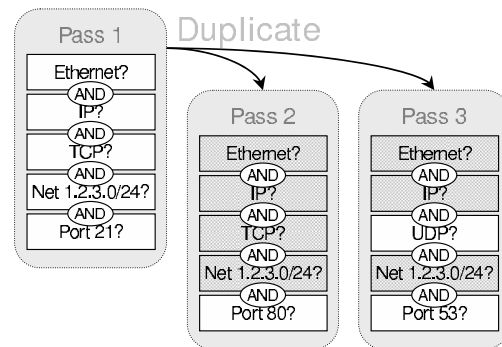 Pass 1
Duplicate
Ethernet?
AND
IP?
AND
TCP?
AND
Net 1.2.3.0/24?
AND
Port 21?
Pass 2
Ethernet?
AND
IP?
AND
TCP?
AND
Net 1.2.3.0/24?
AND
Port 80?
Pass 3
Ethernet?
AND
IP?
AND
UDP?
AND
Net 1.2.3.0/24?
AND
Port 53?